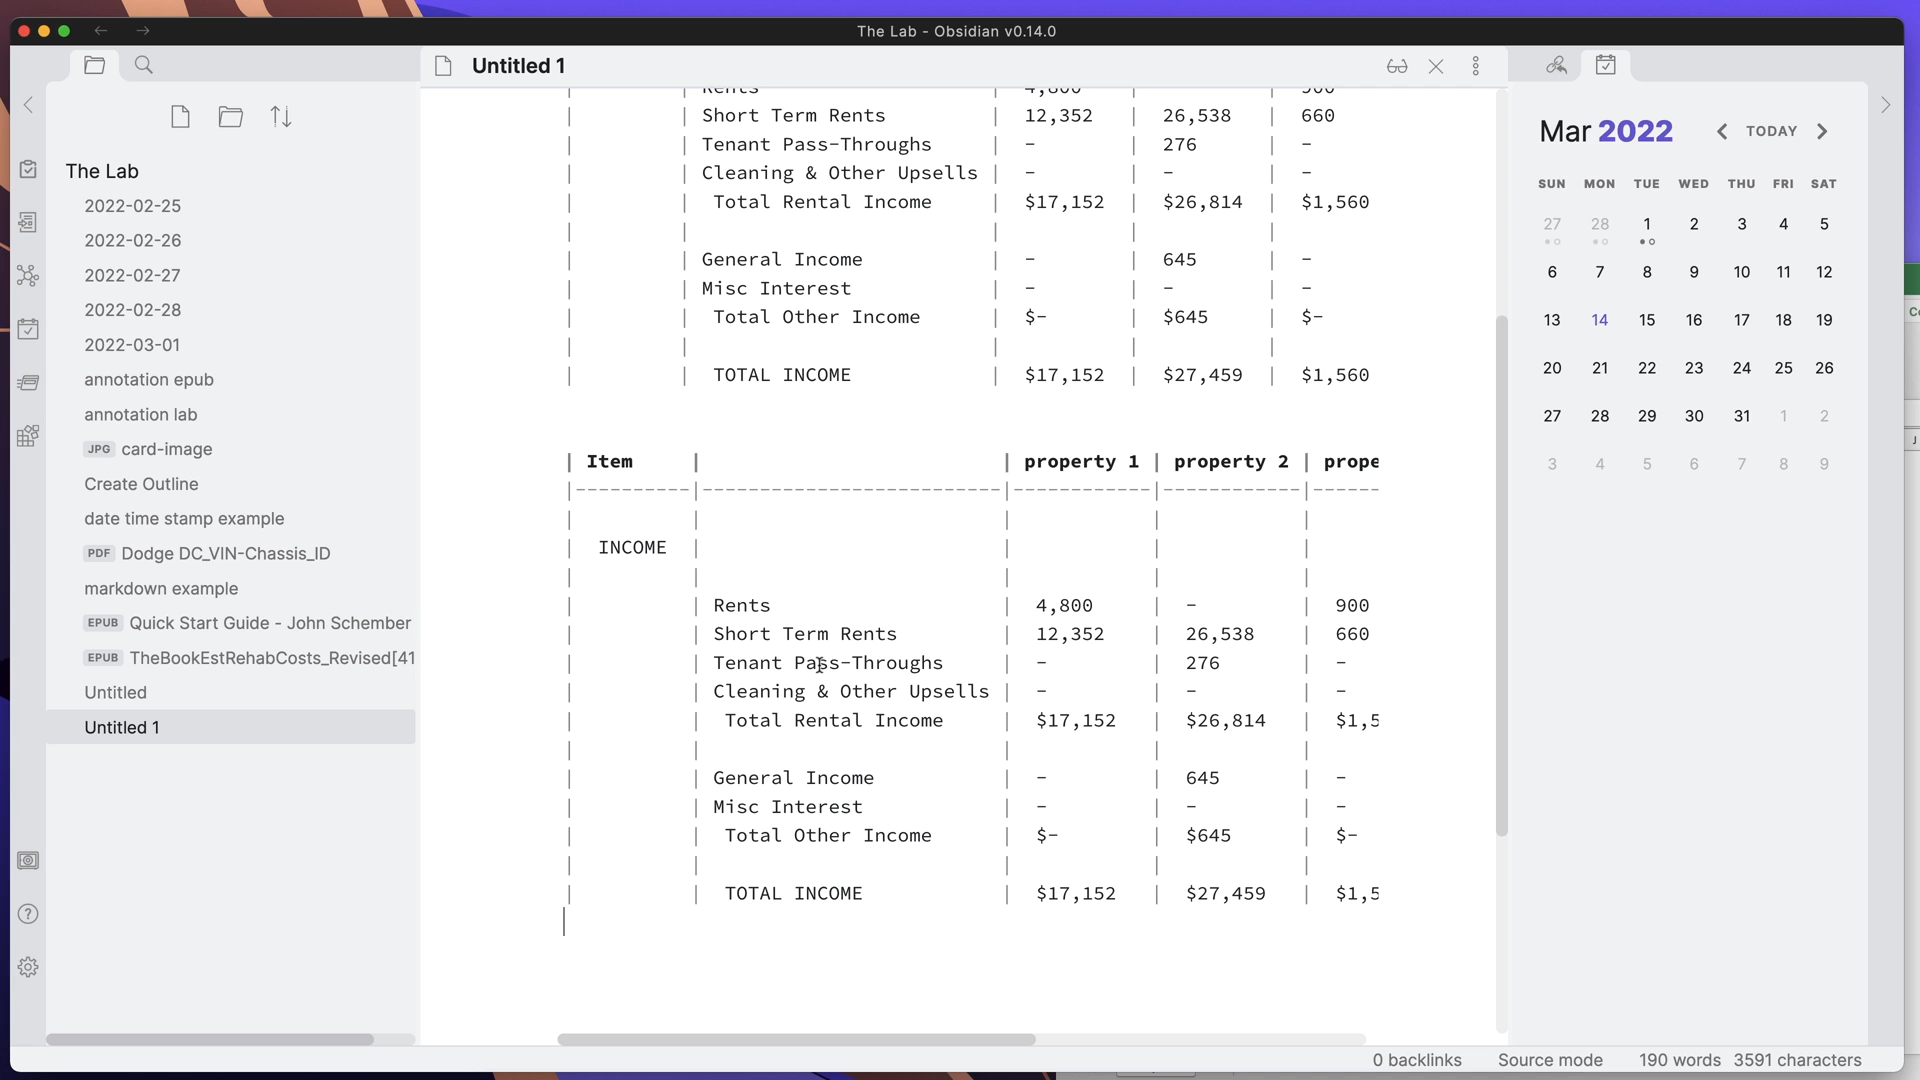 The Lab - Obsidian v0.14.0
Untitled 1
The Lab
2022-02-25
2022-02-26
2022-02-27
2022-02-28
2022-03-01
annotation epub
annotation lab
JPG card-image
Create Outline
date time stamp example
PDF Dodge DC_VIN-Chassis_ID
markdown example
EPUB Quick Start Guide - John Schember
EPUB TheBookEstRehabCosts_Revised[41
Untitled
Untitled 1
| | Rents | 4,800 | | 900
| | Short Term Rents | 12,352 | 26,538 | 660
| | Tenant Pass-Throughs | - | 276 | -
| | Cleaning & Other Upsells | - | - | -
| | Total Rental Income | $17,152 | $26,814 | $1,560
| | | | |
| | General Income | - | 645 | -
| | Misc Interest | - | - | -
| | Total Other Income | $- | $645 | $-
| | | | |
| | TOTAL INCOME | $17,152 | $27,459 | $1,560
| Item | | property 1 | property 2 | prope
|----------|--------------------------|------------|------------|------
| | | | |
| INCOME | | | |
| | | | |
| | Rents | 4,800 | - | 900
| | Short Term Rents | 12,352 | 26,538 | 660
| | Tenant Pass-Throughs | - | 276 | -
| | Cleaning & Other Upsells | - | - | -
| | Total Rental Income | $17,152 | $26,814 | $1,5
| | | | |
| | General Income | - | 645 | -
| | Misc Interest | - | - | -
| | Total Other Income | $- | $645 | $-
| | | | |
| | TOTAL INCOME | $17,152 | $27,459 | $1,5
Mar 2022
TODAY
SUN MON TUE WED THU FRI SAT
27 28 1 2 3 4 5
6 7 8 9 10 11 12
13 14 15 16 17 18 19
20 21 22 23 24 25 26
27 28 29 30 31 1 2
3 4 5 6 7 8 9
0 backlinks Source mode 190 words 3591 characters